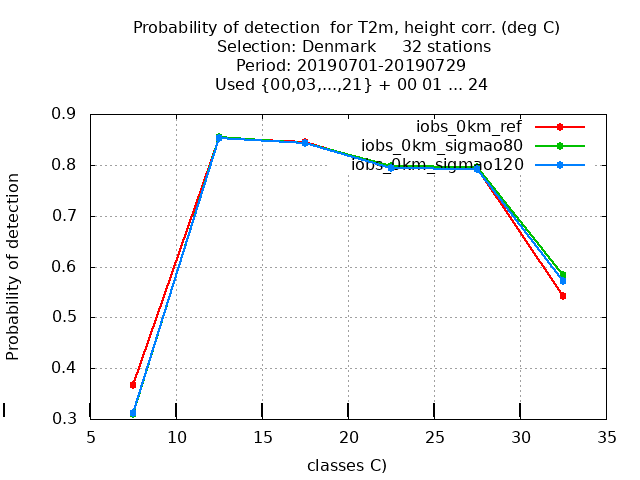 Probability of detection for T2m, height corr. (deg C)
Selection: Denmark 32 stations
Period: 20190701-20190729
Used {00,03,...,21} + 00 01 ... 24
iobs_0km_ref
iobs_0km_sigmao80
iobs_0km_sigmao120
Probability of detection
0.9
0.8
0.7
0.6
0.5
0.4
0.3
5 10 15 20 25 30 35
classes C)